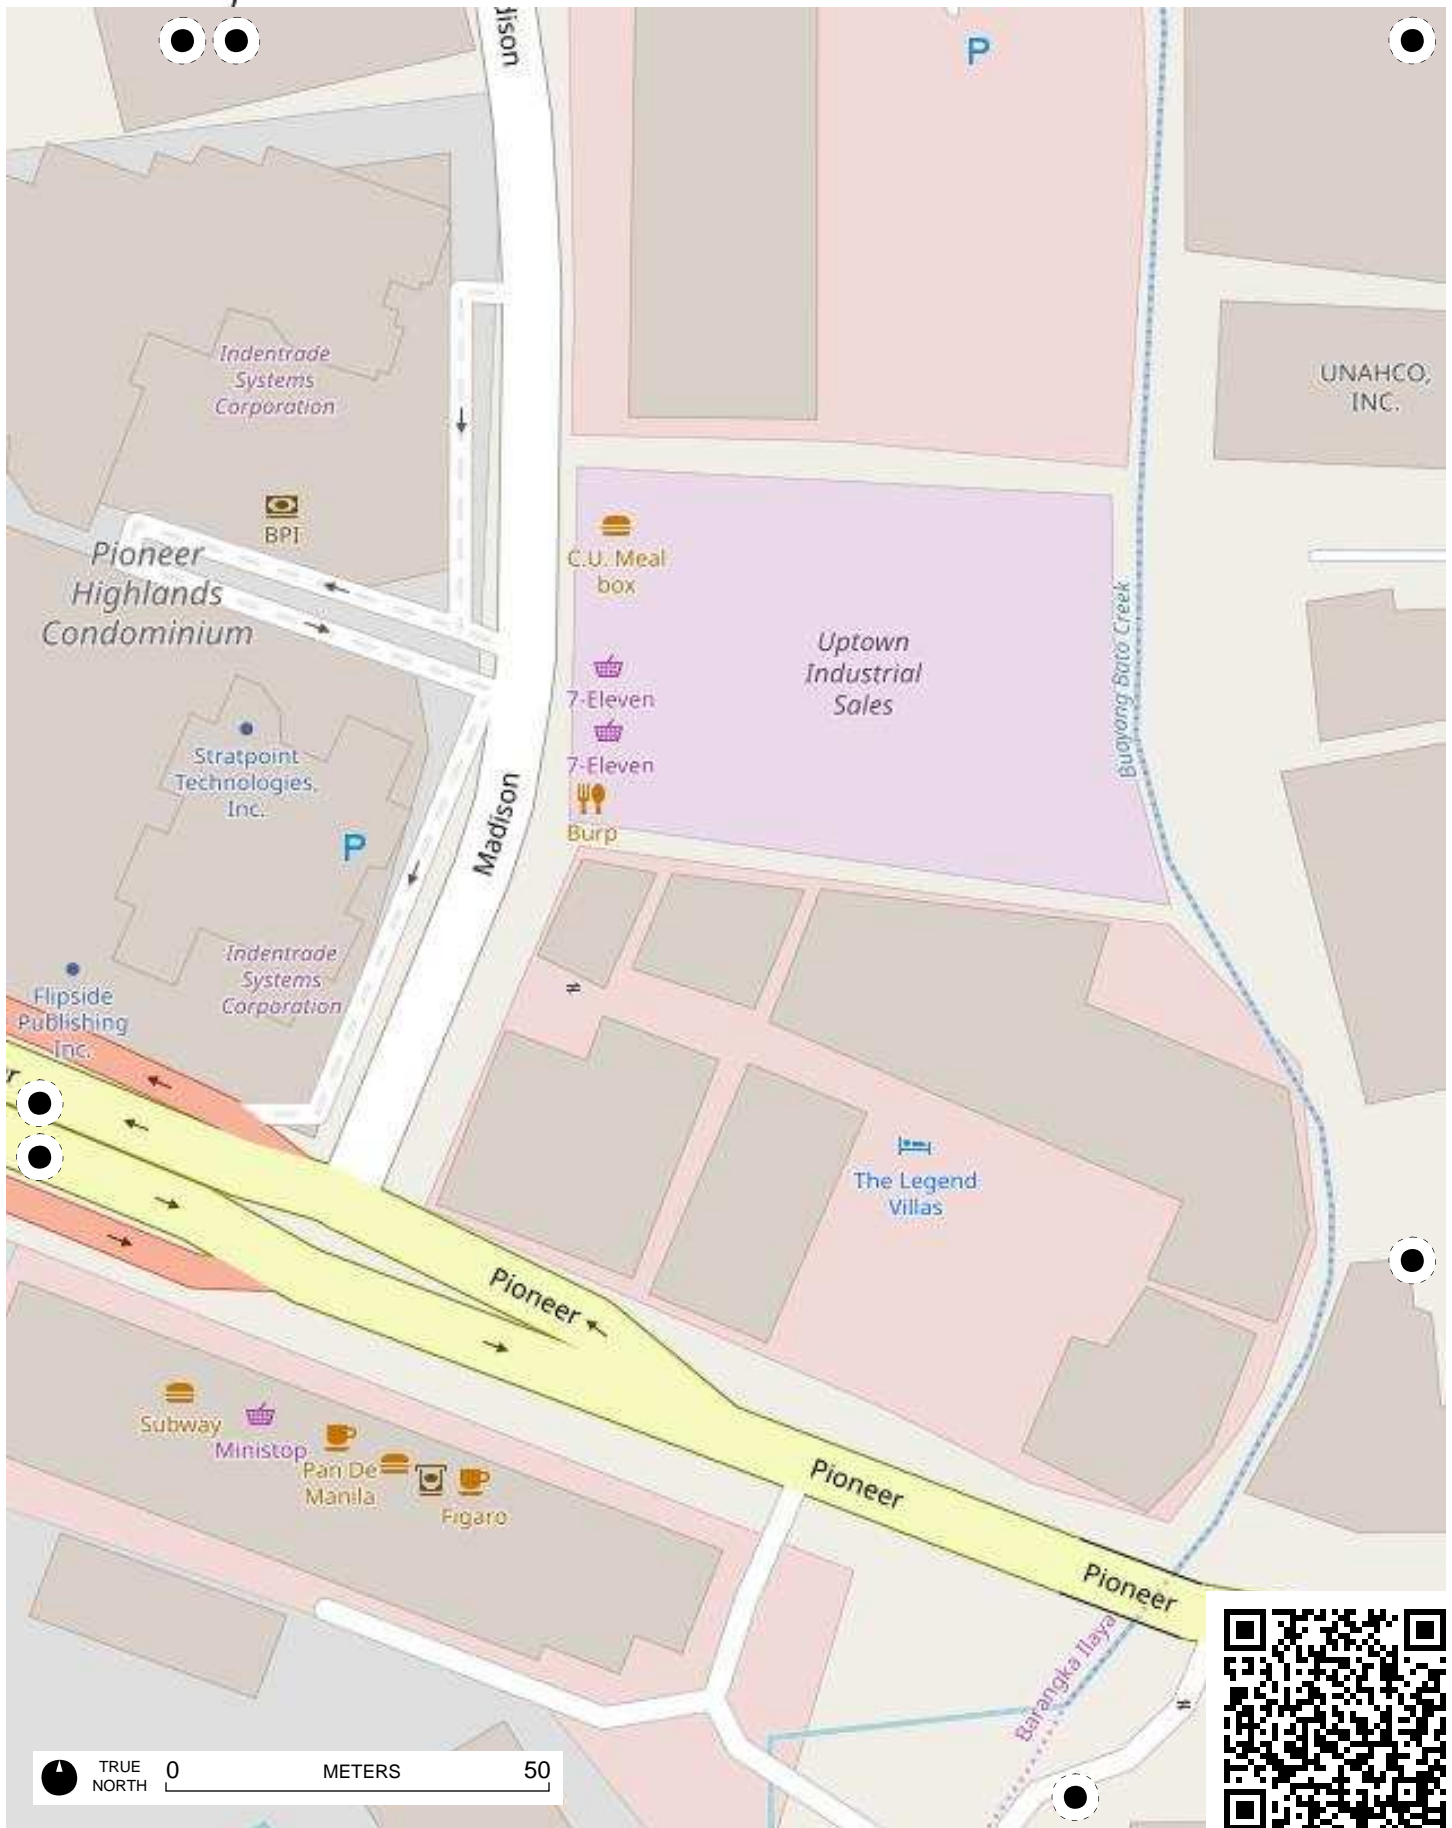 dison
P
Indentrade
Systems
Corporation
UNAHCO,
INC.
BPI
C.U. Meal
box
Pioneer
Highlands
Condominium
Uptown
Industrial
Sales
Buayang Bato Creek
7-Eleven
7-Eleven
Stratpoint
Technologies,
Inc.
P
Madison
Burp
Indentrade
Systems
Corporation
Flipside
Publishing
Inc.
er
The Legend
Villas
Pioneer
Subway
Ministop
Pan De
Manila
Figaro
Pioneer
Pioneer
Barangka Ilaya
TRUE
NORTH
0 METERS 50